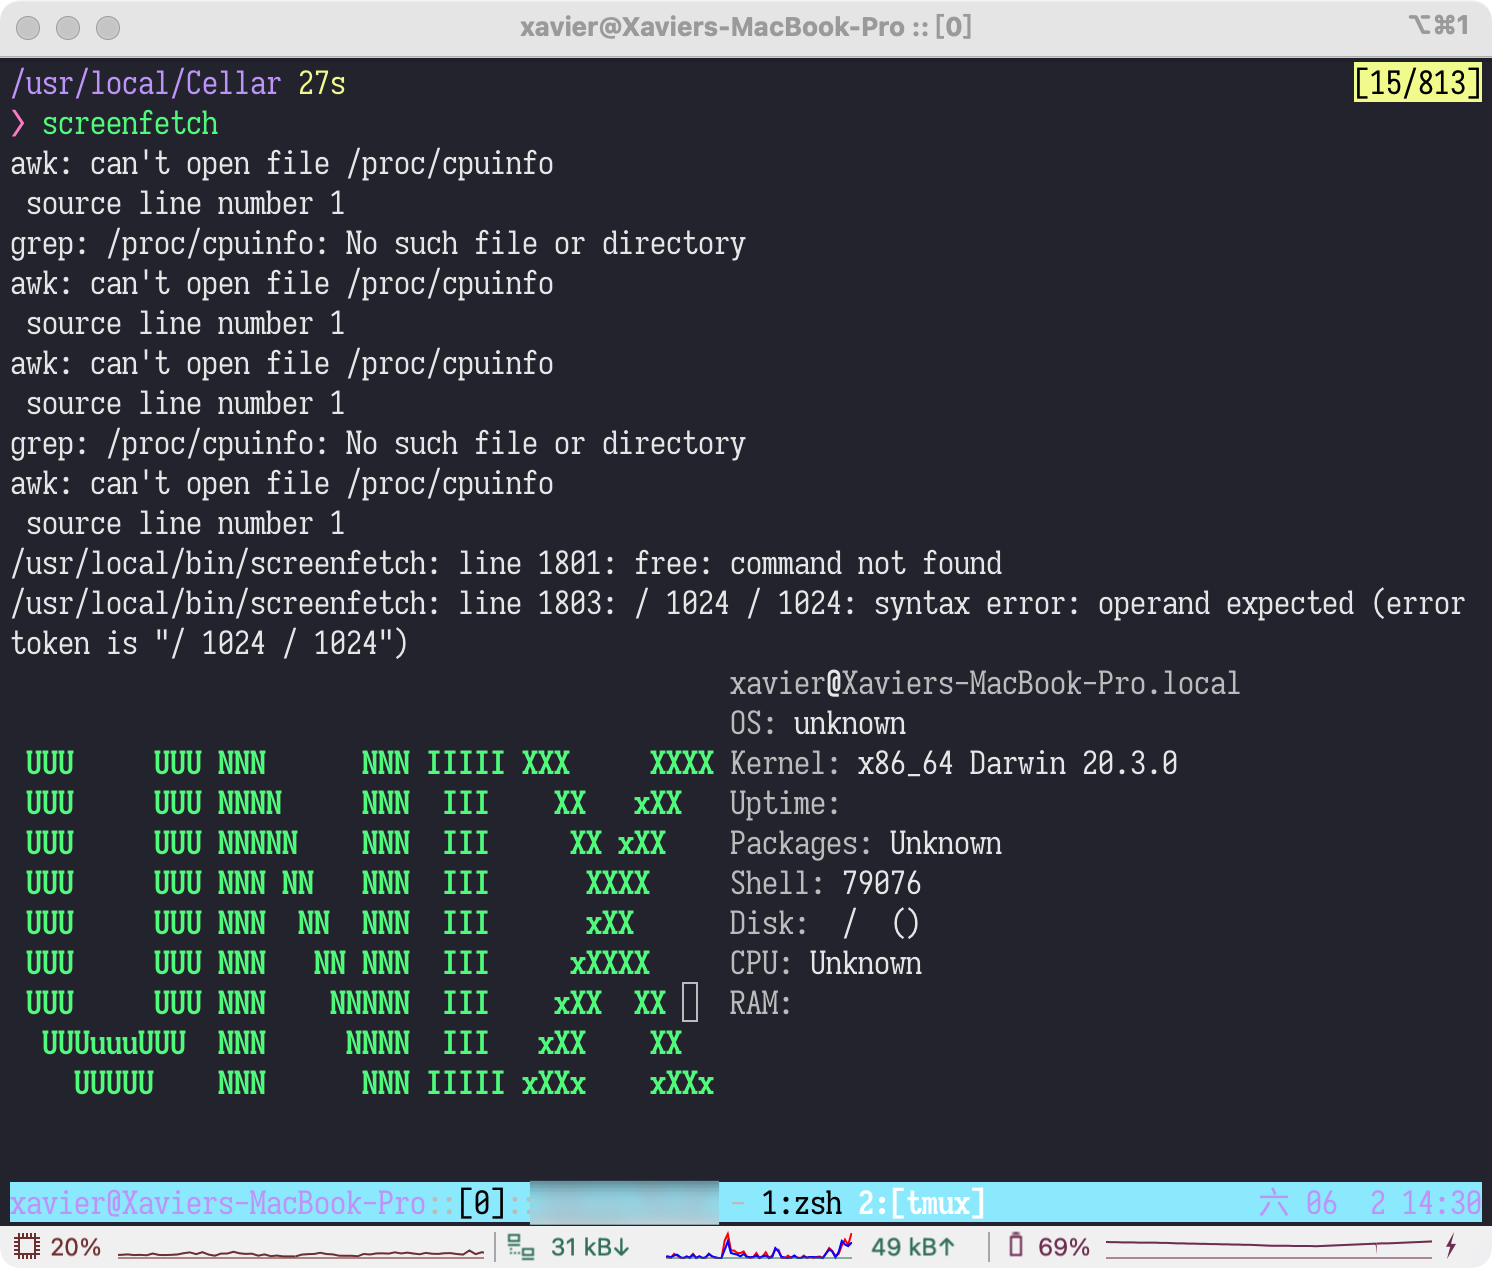 xavier@Xaviers-MacBook-Pro :: [0] ⌥⌘1
/usr/local/Cellar 27s [15/813]
❯ screenfetch
awk: can't open file /proc/cpuinfo
 source line number 1
grep: /proc/cpuinfo: No such file or directory
awk: can't open file /proc/cpuinfo
 source line number 1
awk: can't open file /proc/cpuinfo
 source line number 1
grep: /proc/cpuinfo: No such file or directory
awk: can't open file /proc/cpuinfo
 source line number 1
/usr/local/bin/screenfetch: line 1801: free: command not found
/usr/local/bin/screenfetch: line 1803: / 1024 / 1024: syntax error: operand expected (error
token is "/ 1024 / 1024")
                                             xavier@Xaviers-MacBook-Pro.local
                                             OS: unknown
 UUU     UUU NNN      NNN IIIII XXX     XXXX Kernel: x86_64 Darwin 20.3.0
 UUU     UUU NNNN     NNN  III    XX   xXX   Uptime:
 UUU     UUU NNNNN    NNN  III     XX xXX    Packages: Unknown
 UUU     UUU NNN NN   NNN  III      XXXX     Shell: 79076
 UUU     UUU NNN  NN  NNN  III      xXX      Disk:  /  ()
 UUU     UUU NNN   NN NNN  III     xXXXX     CPU: Unknown
 UUU     UUU NNN    NNNNN  III    xXX  XX    RAM:
  UUUuuuUUU  NNN     NNNN  III   xXX    XX
    UUUUU    NNN      NNN IIIII xXXx    xXXx
xavier@Xaviers-MacBook-Pro::[0]:: - 1:zsh 2:[tmux] 六 06  2 14:30
20% 31 kB↓ 49 kB↑ 69%